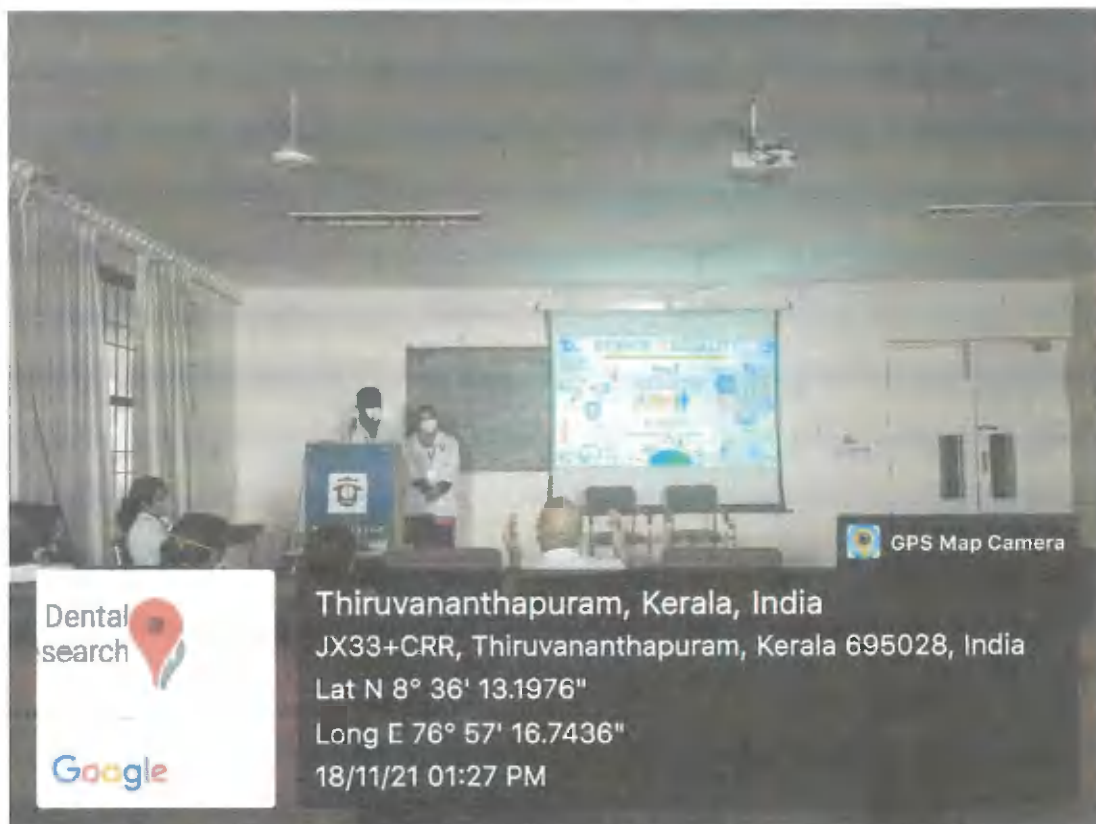 GPS Map Camera
Dental
search
Google
Thiruvananthapuram, Kerala, India
JX33+CRR, Thiruvananthapuram, Kerala 695028, India
Lat N 8° 36' 13.1976"
Long E 76° 57' 16.7436"
18/11/21 01:27 PM